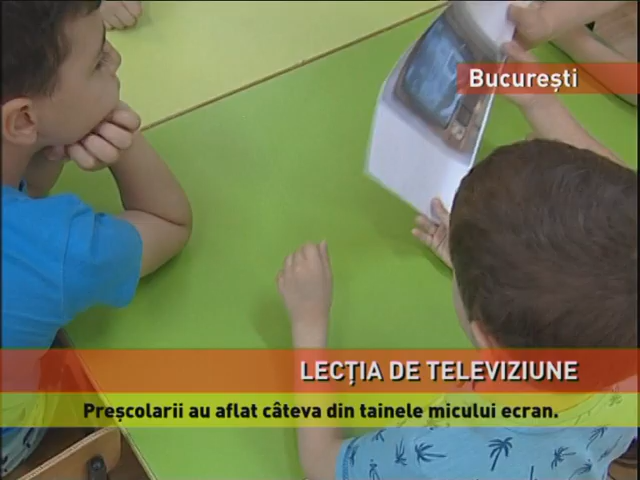 București
LECȚIA DE TELEVIZIUNE
Preșcolarii au aflat câteva din tainele micului ecran.